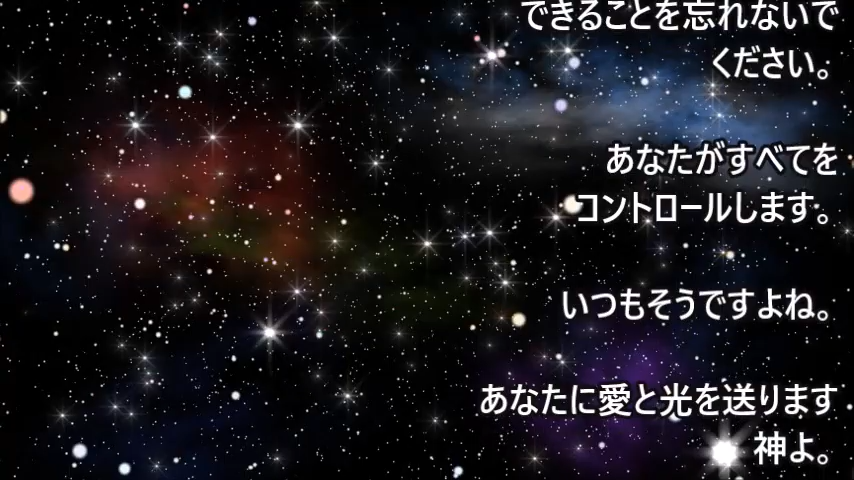 できることを忘れないで
ください。
あなたがすべてを
コントロールします。
いつもそうですよね。
あなたに愛と光を送ります
神よ。